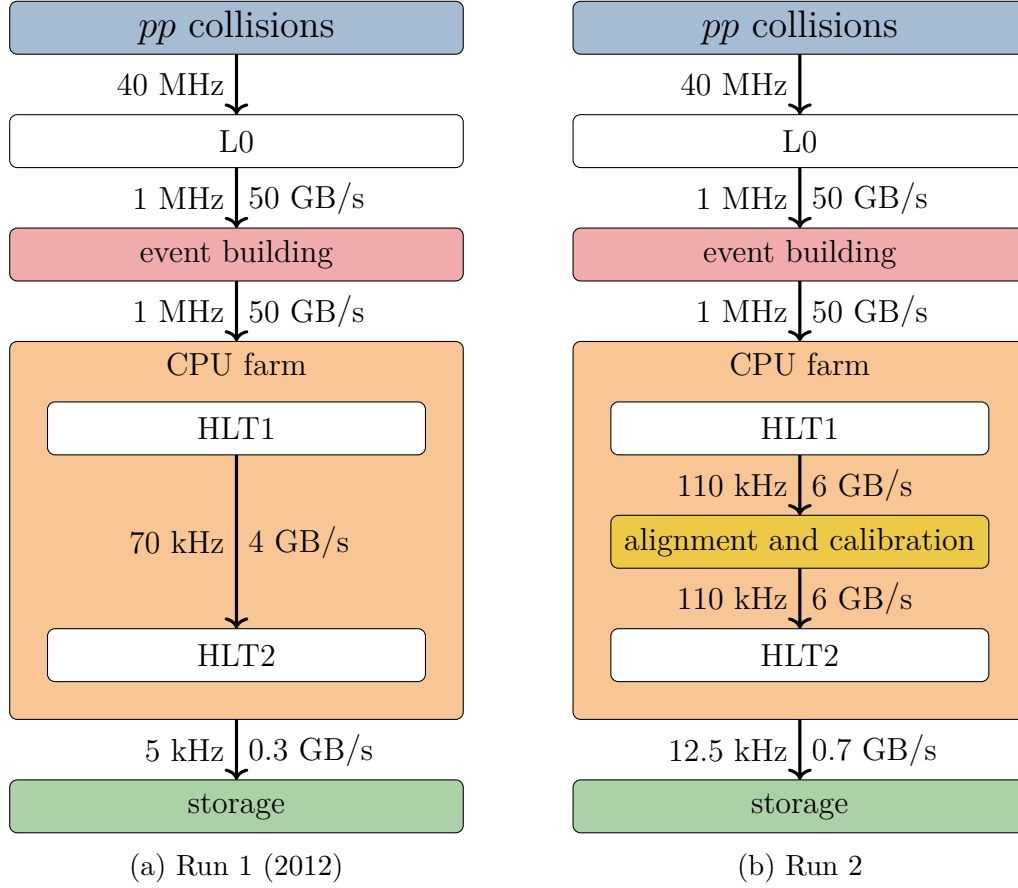 pp collisions
40 MHz
L0
1 MHz 50 GB/s
event building
1 MHz 50 GB/s
CPU farm
HLT1
70 kHz 4 GB/s
HLT2
5 kHz 0.3 GB/s
storage
(a) Run 1 (2012)
pp collisions
40 MHz
L0
1 MHz 50 GB/s
event building
1 MHz 50 GB/s
CPU farm
HLT1
110 kHz 6 GB/s
alignment and calibration
110 kHz 6 GB/s
HLT2
12.5 kHz 0.7 GB/s
storage
(b) Run 2